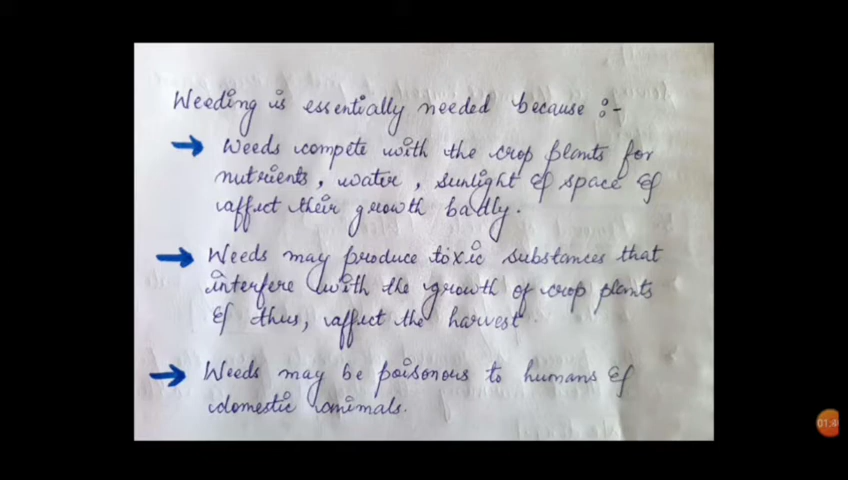 Weeding is essentially needed because :-
→ Weeds compete with the crop plants for
nutrients, water, sunlight & space &
affect their growth badly.
→ Weeds may produce toxic substances that
interfere with the growth of crop plants
& thus, affect the harvest.
→ Weeds may be poisonous to humans &
domestic animals.